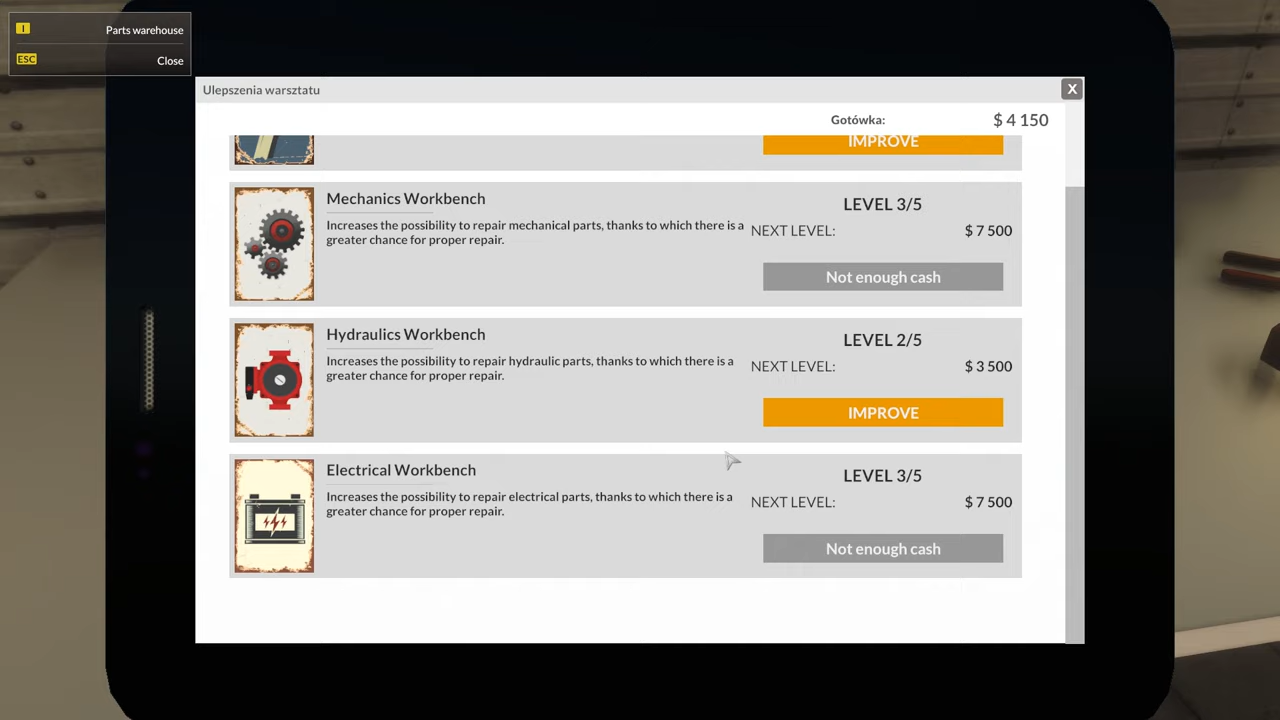 I Parts warehouse
ESC Close
Ulepszenia warsztatu
X
Gotówka: $ 4 150
IMPROVE
Mechanics Workbench
Increases the possibility to repair mechanical parts, thanks to which there is a
greater chance for proper repair.
LEVEL 3/5
NEXT LEVEL: $ 7 500
Not enough cash
Hydraulics Workbench
Increases the possibility to repair hydraulic parts, thanks to which there is a
greater chance for proper repair.
LEVEL 2/5
NEXT LEVEL: $ 3 500
IMPROVE
Electrical Workbench
Increases the possibility to repair electrical parts, thanks to which there is a
greater chance for proper repair.
LEVEL 3/5
NEXT LEVEL: $ 7 500
Not enough cash